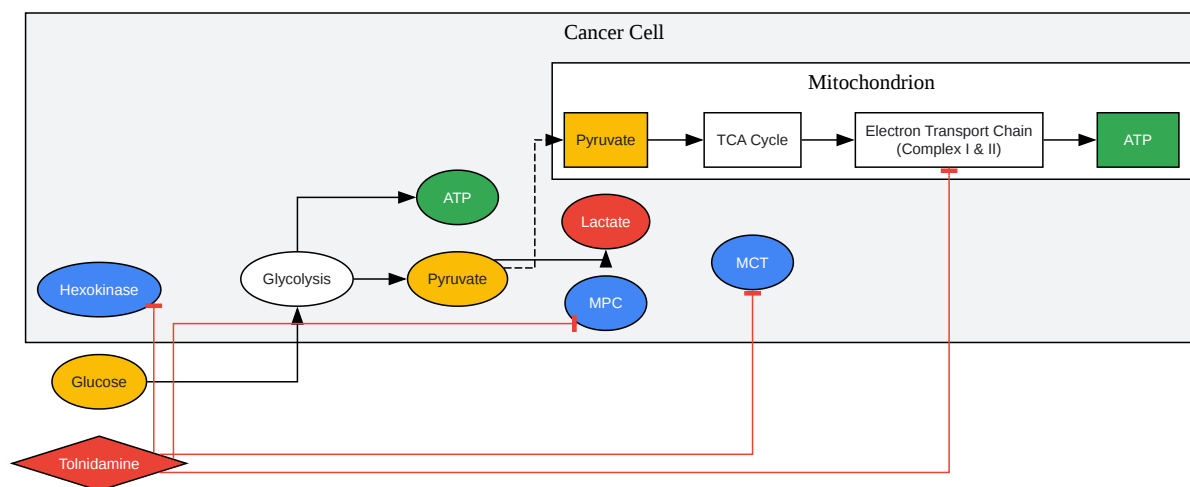 Cancer Cell
Mitochondrion
Pyruvate
TCA Cycle
Electron Transport Chain
(Complex I & II)
ATP
ATP
Lactate
Glycolysis
Pyruvate
MCT
Hexokinase
MPC
Glucose
Tolnidamine